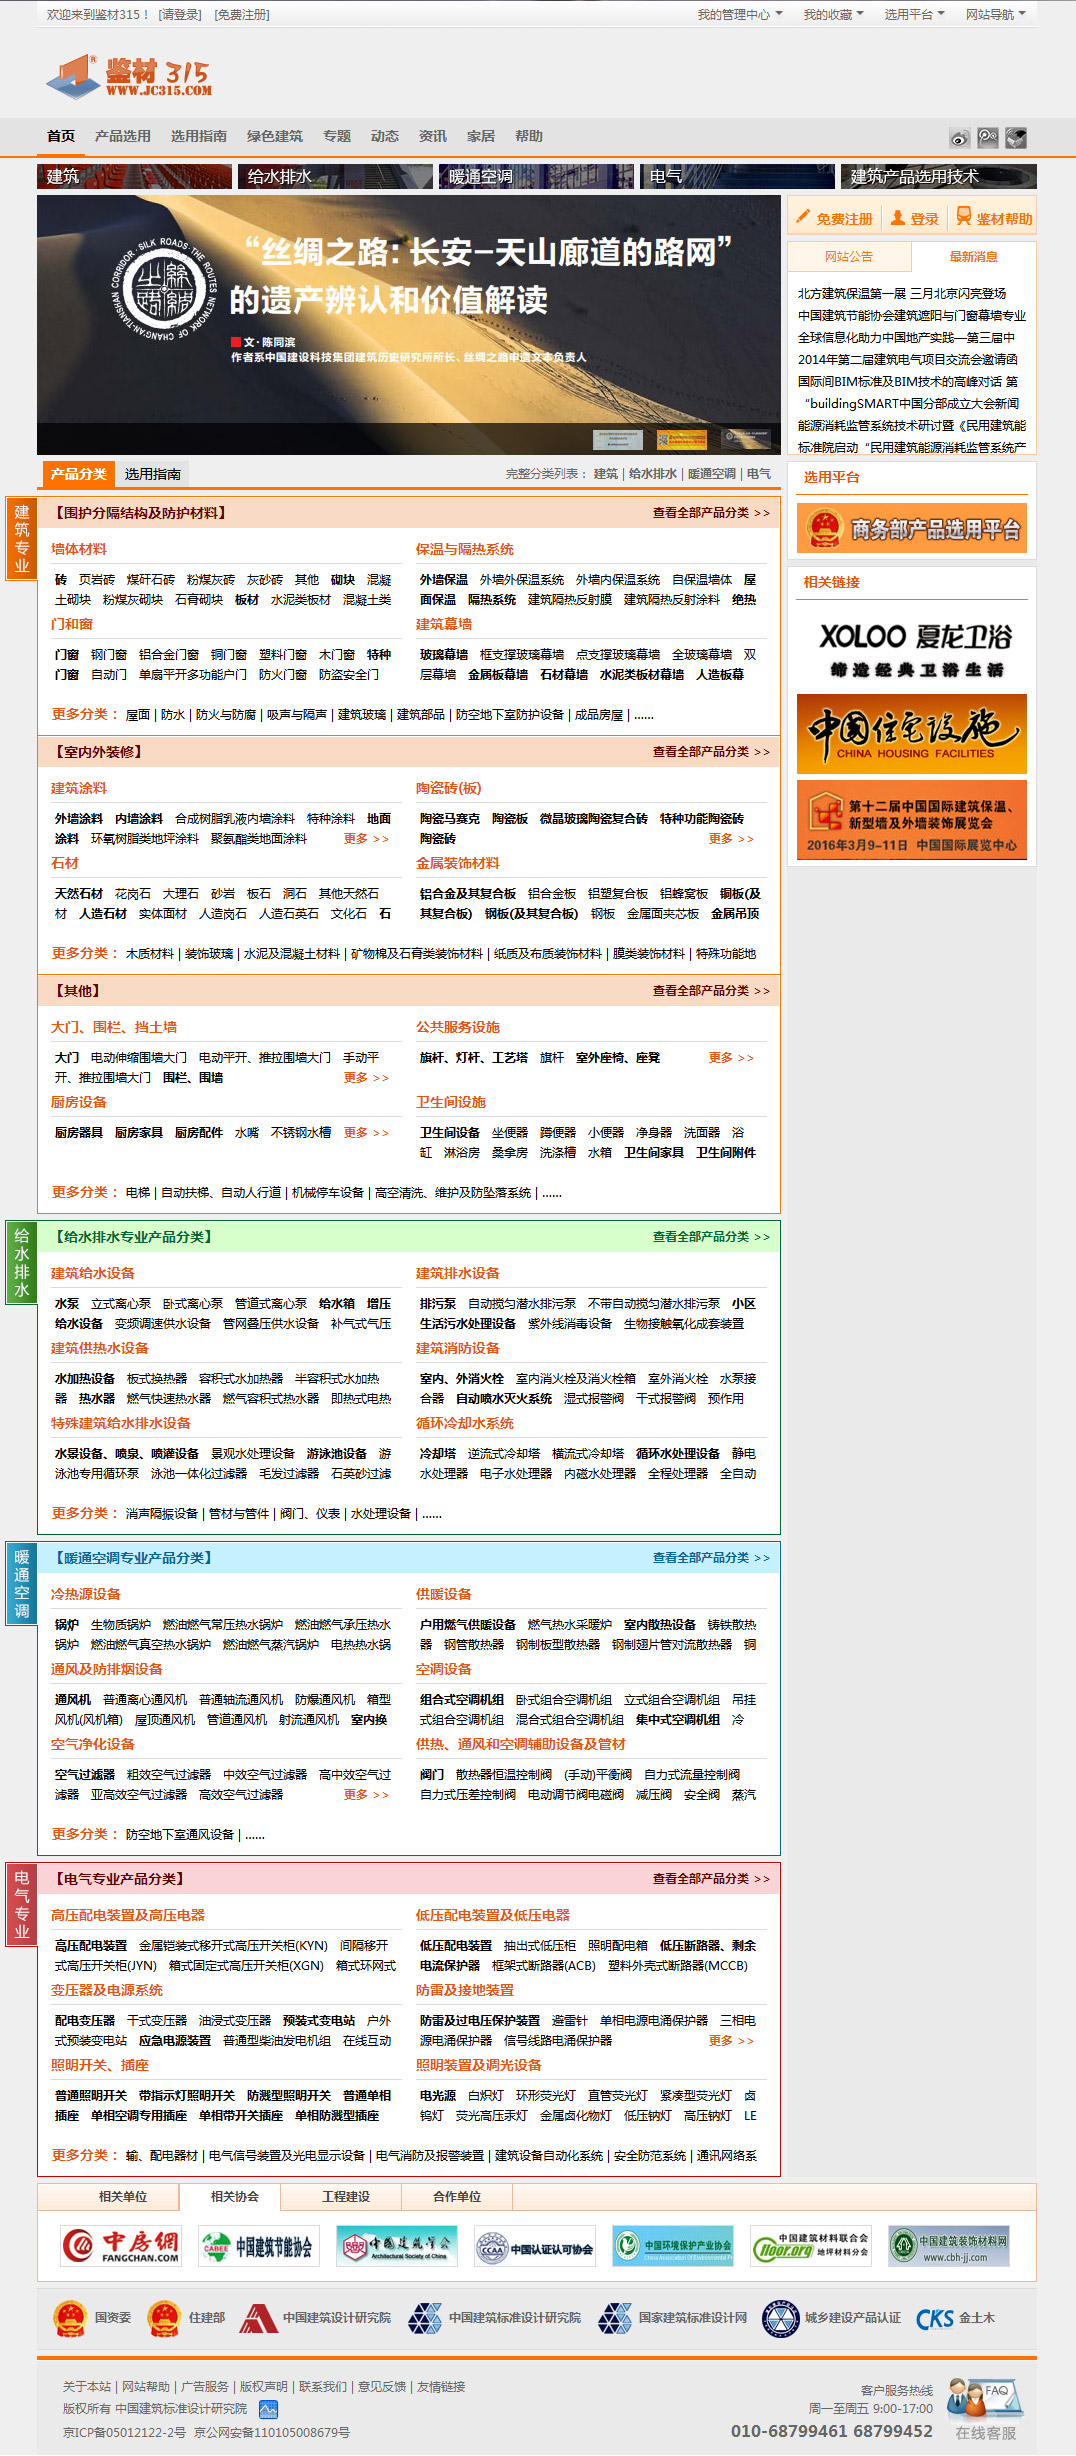 欢迎来到鉴材315！ [请登录] [免费注册] 我的管理中心 我的收藏 选用平台 网站导航
鉴材 315
WWW.JC315.COM
首页 产品选用 选用指南 绿色建筑 专题 动态 资讯 家居 帮助
建筑 给水排水 暖通空调 电气 建筑产品选用技术
“丝绸之路：长安—天山廊道的路网”
的遗产辨认和价值解读
文·陈同滨
作者系中国建设科技集团建筑历史研究所所长、丝绸之路申遗文本负责人
SILK ROADS: THE ROUTES NETWORK OF CHANG'AN-TIANSHAN CORRIDOR
免费注册 登录 鉴材帮助
网站公告 最新消息
北方建筑保温第一展 三月北京闪亮登场
中国建筑节能协会建筑遮阳与门窗幕墙专业
全球信息化助力中国地产实践—第三届中
2014年第二届建筑电气项目交流会邀请函
国际间BIM标准及BIM技术的高峰对话 第
“buildingSMART中国分部成立大会新闻
能源消耗监管系统技术研讨暨《民用建筑能
标准院启动“民用建筑能源消耗监管系统产
选用平台
商务部产品选用平台
相关链接
XOLOO 夏龙卫浴
缔造经典卫浴生活
中国住宅设施
CHINA HOUSING FACILITIES
第十二届中国国际建筑保温、
新型墙及外墙装饰展览会
2016年3月9-11日 中国国际展览中心
产品分类 选用指南 完整分类列表： 建筑 | 给水排水 | 暖通空调 | 电气
建筑专业
【围护分隔结构及防护材料】 查看全部产品分类 >>
墙体材料
砖 页岩砖 煤矸石砖 粉煤灰砖 灰砂砖 其他 砌块 混凝
土砌块 粉煤灰砌块 石膏砌块 板材 水泥类板材 混凝土类
保温与隔热系统
外墙保温 外墙外保温系统 外墙内保温系统 自保温墙体 屋
面保温 隔热系统 建筑隔热反射膜 建筑隔热反射涂料 绝热
门和窗
门窗 钢门窗 铝合金门窗 铜门窗 塑料门窗 木门窗 特种
门窗 自动门 单扇平开多功能户门 防火门窗 防盗安全门
建筑幕墙
玻璃幕墙 框支撑玻璃幕墙 点支撑玻璃幕墙 全玻璃幕墙 双
层幕墙 金属板幕墙 石材幕墙 水泥类板材幕墙 人造板幕
更多分类： 屋面 | 防水 | 防火与防腐 | 吸声与隔声 | 建筑玻璃 | 建筑部品 | 防空地下室防护设备 | 成品房屋 | ......
【室内外装修】 查看全部产品分类 >>
建筑涂料
外墙涂料 内墙涂料 合成树脂乳液内墙涂料 特种涂料 地面
涂料 环氧树脂类地坪涂料 聚氨酯类地面涂料 更多 >>
陶瓷砖(板)
陶瓷马赛克 陶瓷板 微晶玻璃陶瓷复合砖 特种功能陶瓷砖
陶瓷砖 更多 >>
石材
天然石材 花岗石 大理石 砂岩 板石 洞石 其他天然石
材 人造石材 实体面材 人造岗石 人造石英石 文化石 石
金属装饰材料
铝合金及其复合板 铝合金板 铝塑复合板 铝蜂窝板 铜板(及
其复合板) 钢板(及其复合板) 钢板 金属面夹芯板 金属吊顶
更多分类： 木质材料 | 装饰玻璃 | 水泥及混凝土材料 | 矿物棉及石膏类装饰材料 | 纸质及布质装饰材料 | 膜类装饰材料 | 特殊功能地
【其他】 查看全部产品分类 >>
大门、围栏、挡土墙
大门 电动伸缩围墙大门 电动平开、推拉围墙大门 手动平
开、推拉围墙大门 围栏、围墙 更多 >>
公共服务设施
旗杆、灯杆、工艺塔 旗杆 室外座椅、座凳 更多 >>
厨房设备
厨房器具 厨房家具 厨房配件 水嘴 不锈钢水槽 更多 >>
卫生间设施
卫生间设备 坐便器 蹲便器 小便器 净身器 洗面器 浴
缸 淋浴房 桑拿房 洗涤槽 水箱 卫生间家具 卫生间附件
更多分类： 电梯 | 自动扶梯、自动人行道 | 机械停车设备 | 高空清洗、维护及防坠落系统 | ......
给水排水
【给水排水专业产品分类】 查看全部产品分类 >>
建筑给水设备
水泵 立式离心泵 卧式离心泵 管道式离心泵 给水箱 增压
给水设备 变频调速供水设备 管网叠压供水设备 补气式气压
建筑排水设备
排污泵 自动搅匀潜水排污泵 不带自动搅匀潜水排污泵 小区
生活污水处理设备 紫外线消毒设备 生物接触氧化成套装置
建筑供热水设备
水加热设备 板式换热器 容积式水加热器 半容积式水加热
器 热水器 燃气快速热水器 燃气容积式热水器 即热式电热
建筑消防设备
室内、外消火栓 室内消火栓及消火栓箱 室外消火栓 水泵接
合器 自动喷水灭火系统 湿式报警阀 干式报警阀 预作用
特殊建筑给水排水设备
水景设备、喷泉、喷灌设备 景观水处理设备 游泳池设备 游
泳池专用循环泵 泳池一体化过滤器 毛发过滤器 石英砂过滤
循环冷却水系统
冷却塔 逆流式冷却塔 横流式冷却塔 循环水处理设备 静电
水处理器 电子水处理器 内磁水处理器 全程处理器 全自动
更多分类： 消声隔振设备 | 管材与管件 | 阀门、仪表 | 水处理设备 | ......
暖通空调
【暖通空调专业产品分类】 查看全部产品分类 >>
冷热源设备
锅炉 生物质锅炉 燃油燃气常压热水锅炉 燃油燃气承压热水
锅炉 燃油燃气真空热水锅炉 燃油燃气蒸汽锅炉 电热热水锅
供暖设备
户用燃气供暖设备 燃气热水采暖炉 室内散热设备 铸铁散热
器 钢管散热器 钢制板型散热器 钢制翅片管对流散热器 铜
通风及防排烟设备
通风机 普通离心通风机 普通轴流通风机 防爆通风机 箱型
风机(风机箱) 屋顶通风机 管道通风机 射流通风机 室内换
空调设备
组合式空调机组 卧式组合空调机组 立式组合空调机组 吊挂
式组合空调机组 混合式组合空调机组 集中式空调机组 冷
空气净化设备
空气过滤器 粗效空气过滤器 中效空气过滤器 高中效空气过
滤器 亚高效空气过滤器 高效空气过滤器 更多 >>
供热、通风和空调辅助设备及管材
阀门 散热器恒温控制阀 (手动)平衡阀 自力式流量控制阀
自力式压差控制阀 电动调节阀电磁阀 减压阀 安全阀 蒸汽
更多分类： 防空地下室通风设备 | ......
电气专业
【电气专业产品分类】 查看全部产品分类 >>
高压配电装置及高压电器
高压配电装置 金属铠装式移开式高压开关柜(KYN) 间隔移开
式高压开关柜(JYN) 箱式固定式高压开关柜(XGN) 箱式环网式
低压配电装置及低压电器
低压配电装置 抽出式低压柜 照明配电箱 低压断路器、剩余
电流保护器 框架式断路器(ACB) 塑料外壳式断路器(MCCB)
变压器及电源系统
配电变压器 干式变压器 油浸式变压器 预装式变电站 户外
式预装变电站 应急电源装置 普通型柴油发电机组 在线互动
防雷及接地装置
防雷及过电压保护装置 避雷针 单相电源电涌保护器 三相电
源电涌保护器 信号线路电涌保护器 更多 >>
照明开关、插座
普通照明开关 带指示灯照明开关 防溅型照明开关 普通单相
插座 单相空调专用插座 单相带开关插座 单相防溅型插座
照明装置及调光设备
电光源 白炽灯 环形荧光灯 直管荧光灯 紧凑型荧光灯 卤
钨灯 荧光高压汞灯 金属卤化物灯 低压钠灯 高压钠灯 LE
更多分类： 输、配电器材 | 电气信号装置及光电显示设备 | 电气消防及报警装置 | 建筑设备自动化系统 | 安全防范系统 | 通讯网络系
相关单位 相关协会 工程建设 合作单位
中房網 FANGCHAN.COM
CABEE 中国建筑节能协会
中国建筑学会 Architectural Society of China
CCAA 中国认证认可协会
中国环境保护产业协会
中国建筑材料联合会 地坪材料分会 floor.org
中国建筑装饰材料网 www.cbh-jj.com
国资委 住建部 中国建筑设计研究院 中国建筑标准设计研究院 国家建筑标准设计网 城乡建设产品认证 CKS 金土木
关于本站 | 网站帮助 | 广告服务 | 版权声明 | 联系我们 | 意见反馈 | 友情链接
版权所有 中国建筑标准设计研究院
京ICP备05012122-2号 京公网安备110105008679号
客户服务热线
周一至周五 9:00-17:00
010-68799461 68799452
FAQ
在线客服